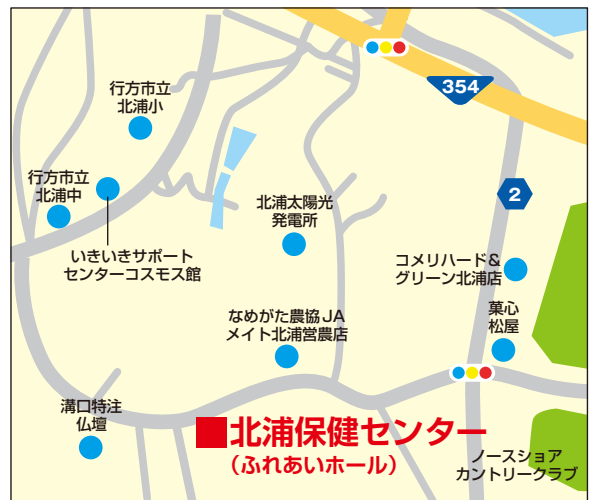 354
行方市立
北浦小
行方市立
北浦中
2
北浦太陽光
発電所
いきいきサポート
センターコスモス館
コメリハード&
グリーン北浦店
菓心
松屋
なめがた農協JA
メイト北浦営農店
溝口特注
仏壇
■北浦保健センター
（ふれあいホール）
ノースショア
カントリークラブ